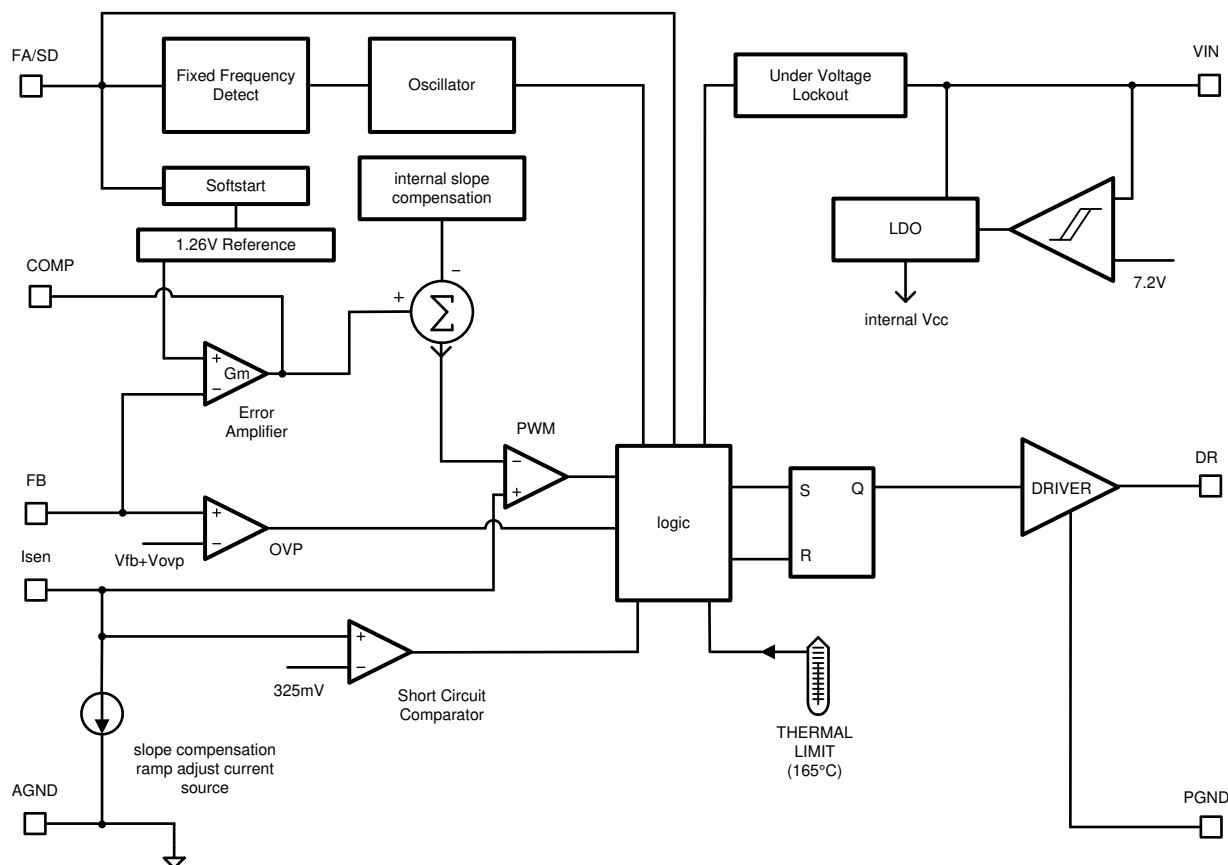 FA/SD
Fixed Frequency
Detect
Oscillator
Under Voltage
Lockout
VIN
Softstart
internal slope
compensation
1.26V Reference
LDO
COMP
7.2V
internal Vcc
+
−
Σ
+
−
Gm
Error
Amplifier
PWM
−
+
FB
+
−
OVP
Vfb+Vovp
logic
S
Q
R
DRIVER
DR
Isen
+
−
325mV
Short Circuit
Comparator
THERMAL
LIMIT
(165°C)
slope compensation
ramp adjust current
source
AGND
PGND